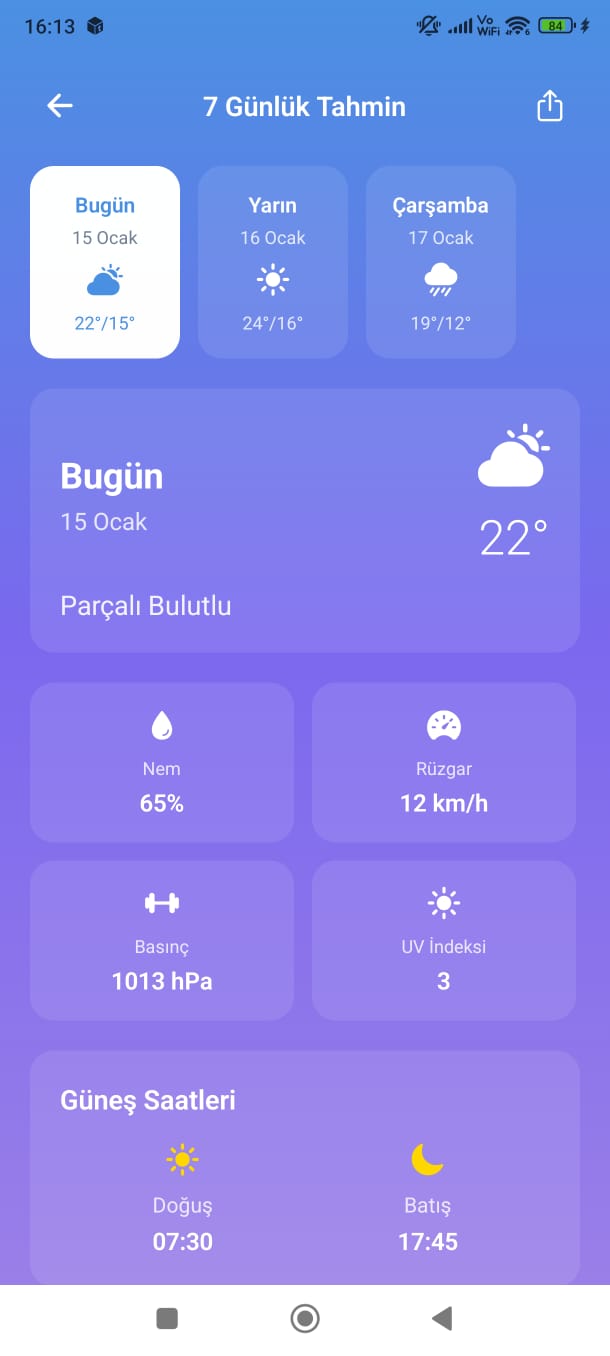 16:13
Vo
WiFi
6
84
7 Günlük Tahmin
Bugün
15 Ocak
22°/15°
Yarın
16 Ocak
24°/16°
Çarşamba
17 Ocak
19°/12°
Bugün
15 Ocak
22°
Parçalı Bulutlu
Nem
65%
Rüzgar
12 km/h
Basınç
1013 hPa
UV İndeksi
3
Güneş Saatleri
Doğuş
07:30
Batış
17:45